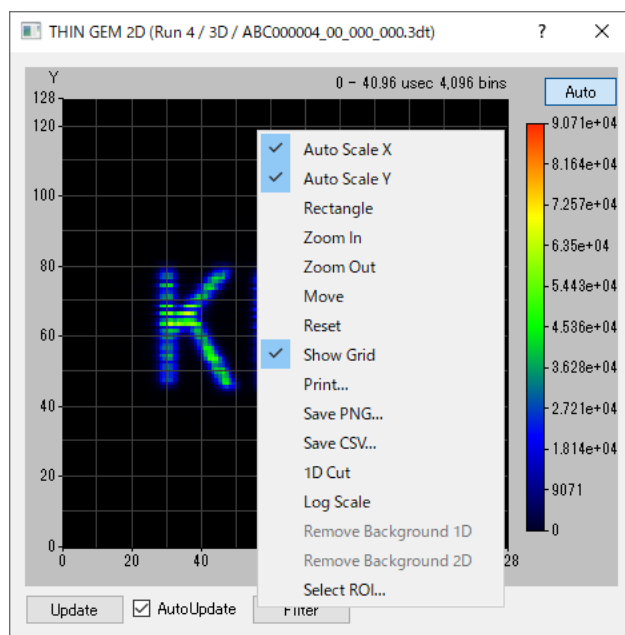 THIN GEM 2D (Run 4 / 3D / ABC000004_00_000_000.3dt)
?
Y
0 – 40.96 usec 4,096 bins
Auto
128
120
100
80
60
40
20
0
0
20
40
28
9.071e+04
8.164e+04
7.257e+04
6.35e+04
5.443e+04
4.536e+04
3.628e+04
2.721e+04
1.814e+04
9071
0
Auto Scale X
Auto Scale Y
Rectangle
Zoom In
Zoom Out
Move
Reset
Show Grid
Print...
Save PNG...
Save CSV...
1D Cut
Log Scale
Remove Background 1D
Remove Background 2D
Select ROI...
K
Update
AutoUpdate
Filter